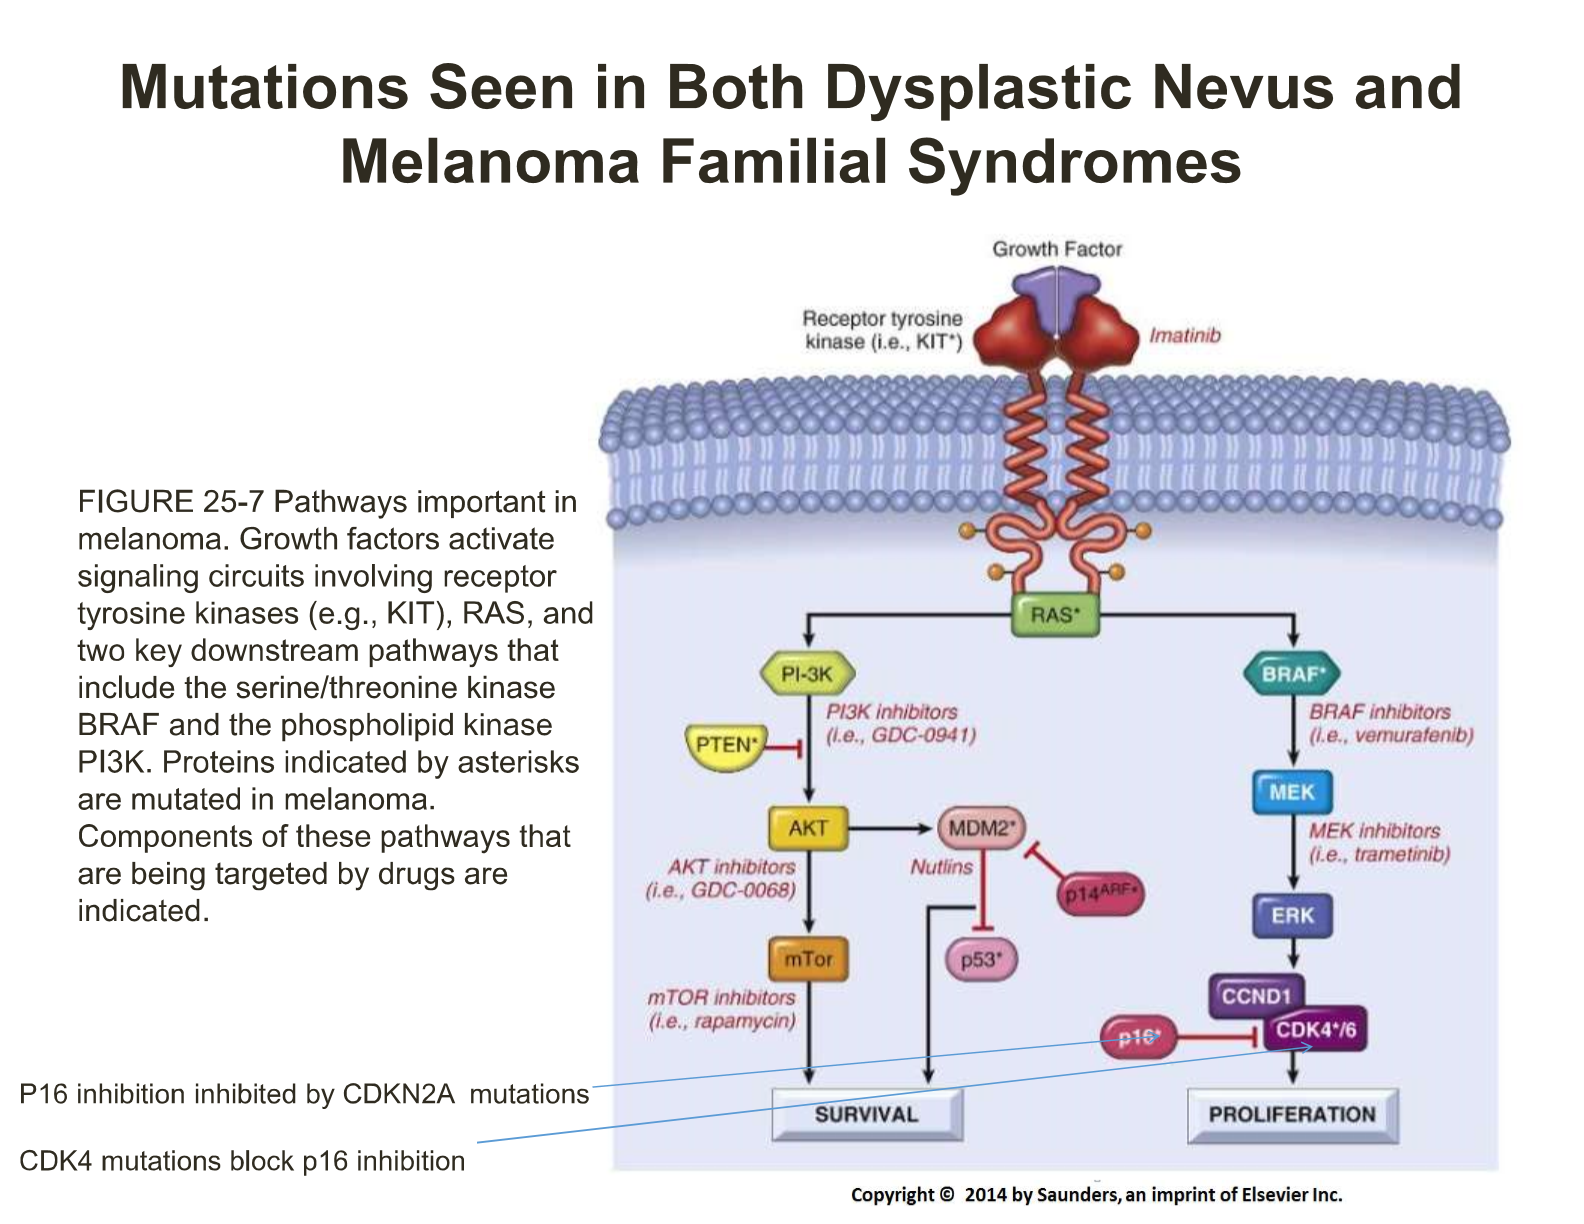 Mutations Seen in Both Dysplastic Nevus and
Melanoma Familial Syndromes
Growth Factor
Receptor tyrosine
kinase (i.e., KIT*)
Imatinib
FIGURE 25-7 Pathways important in
melanoma. Growth factors activate
signaling circuits involving receptor
tyrosine kinases (e.g., KIT), RAS, and
two key downstream pathways that
include the serine/threonine kinase
BRAF and the phospholipid kinase
PI3K. Proteins indicated by asterisks
are mutated in melanoma.
Components of these pathways that
are being targeted by drugs are
indicated.
RAS*
PI-3K
BRAF*
PI3K inhibitors
(i.e., GDC-0941)
BRAF inhibitors
(i.e., vemurafenib)
PTEN*
MEK
AKT
MDM2*
MEK inhibitors
(i.e., trametinib)
AKT inhibitors
(i.e., GDC-0068)
Nutlins
p14ARF*
ERK
mTor
p53*
mTOR inhibitors
(i.e., rapamycin)
CCND1
CDK4*/6
p16*
P16 inhibition inhibited by CDKN2A  mutations
SURVIVAL
PROLIFERATION
CDK4 mutations block p16 inhibition
Copyright ©  2014 by Saunders, an imprint of Elsevier Inc.